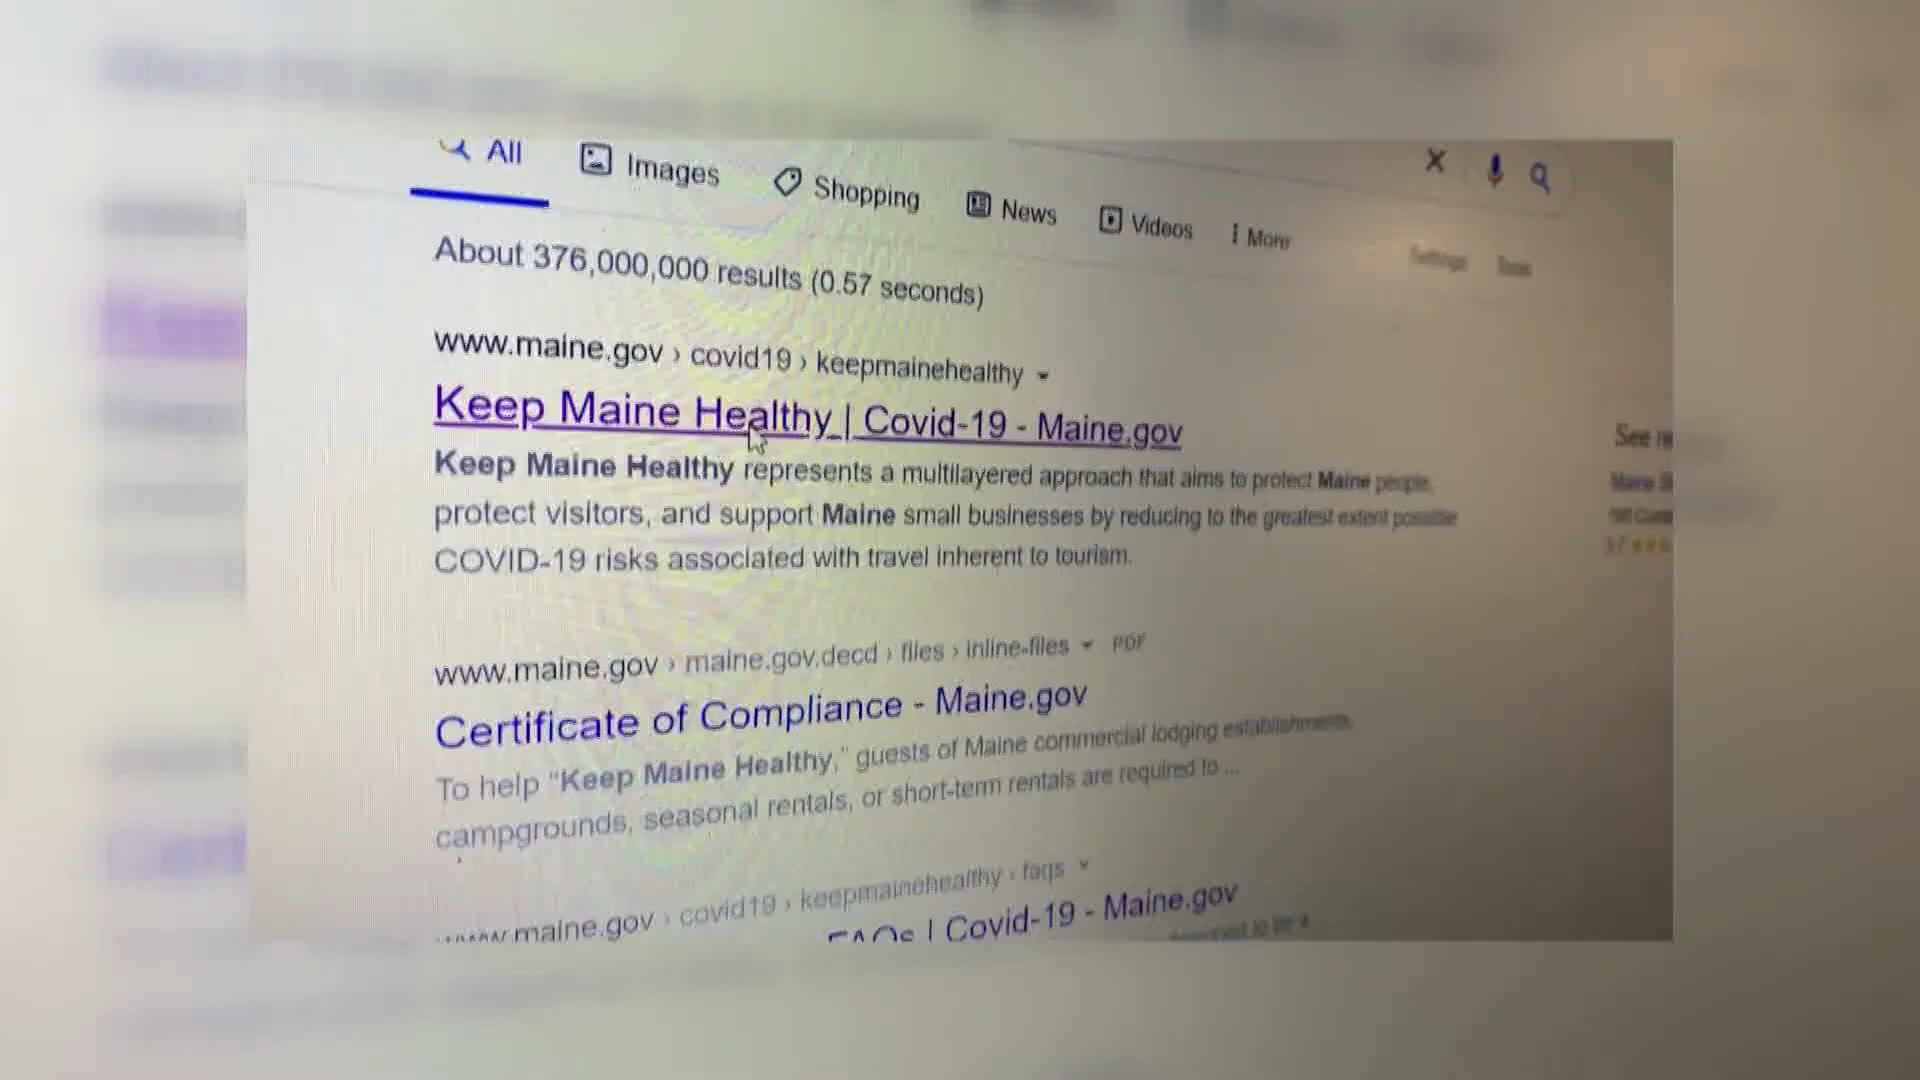 All Images Shopping News Videos More
Settings Tools
About 376,000,000 results (0.57 seconds)
www.maine.gov › covid19 › keepmainehealthy
Keep Maine Healthy | Covid-19 - Maine.gov
Keep Maine Healthy represents a multilayered approach that aims to protect Maine people,
protect visitors, and support Maine small businesses by reducing to the greatest extent possible
COVID-19 risks associated with travel inherent to tourism.
See
www.maine.gov › maine.gov.decd › files › inline-files PDF
Certificate of Compliance - Maine.gov
To help "Keep Maine Healthy," guests of Maine commercial lodging establishments,
campgrounds, seasonal rentals, or short-term rentals are required to ...
www.maine.gov › covid19 › keepmainehealthy › faqs
FAQs | Covid-19 - Maine.gov